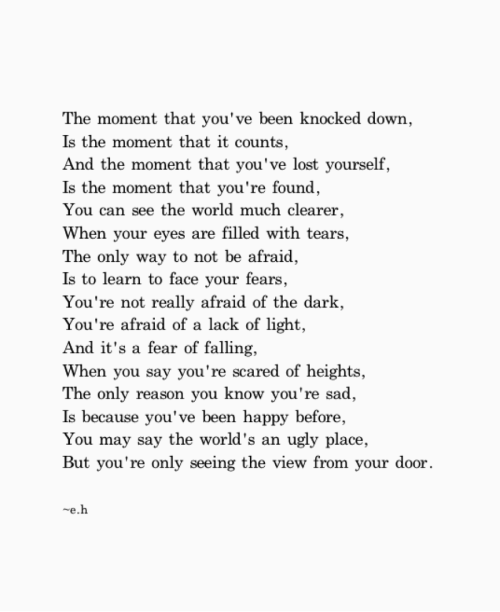 The moment that you've been knocked down,
Is the moment that it counts,
And the moment that you've lost yourself,
Is the moment that you're found,
You can see the world much clearer,
When your eyes are filled with tears,
The only way to not be afraid,
Is to learn to face your fears,
You're not really afraid of the dark,
You're afraid of a lack of light,
And it's a fear of falling,
When you say you're scared of heights,
The only reason you know you're sad,
Is because you've been happy before,
You may say the world's an ugly place,
But you're only seeing the view from your door.
~e.h